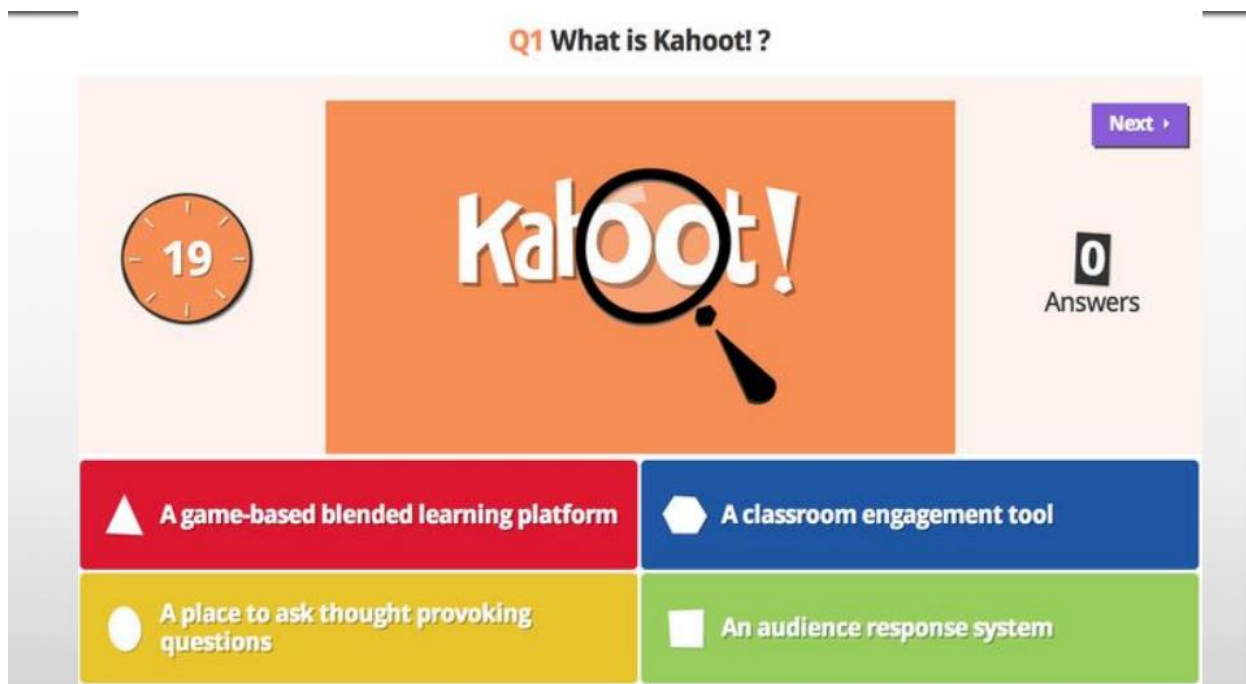 Q1 What is Kahoot! ?
Next
19
Kahoot!
0
Answers
A game-based blended learning platform
A classroom engagement tool
A place to ask thought provoking
questions
An audience response system